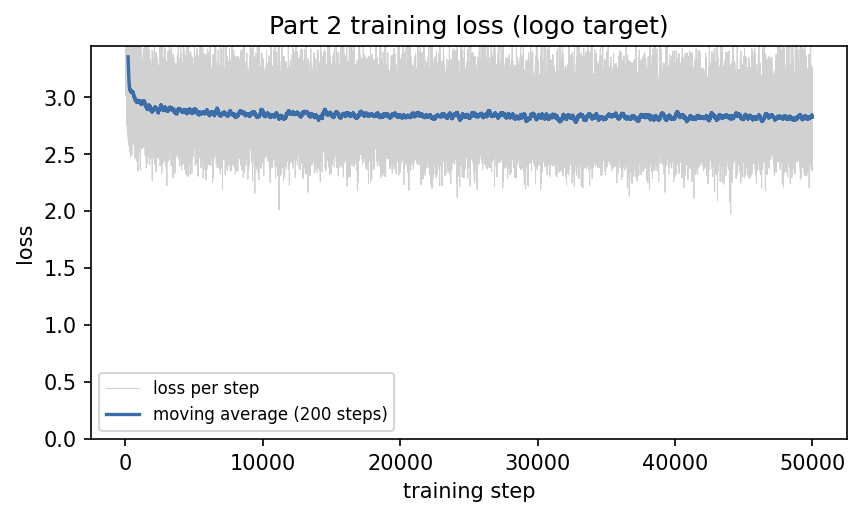 Part 2 training loss (logo target)
loss
3.0
2.5
2.0
1.5
1.0
0.5
0.0
loss per step
moving average (200 steps)
0 10000 20000 30000 40000 50000
training step